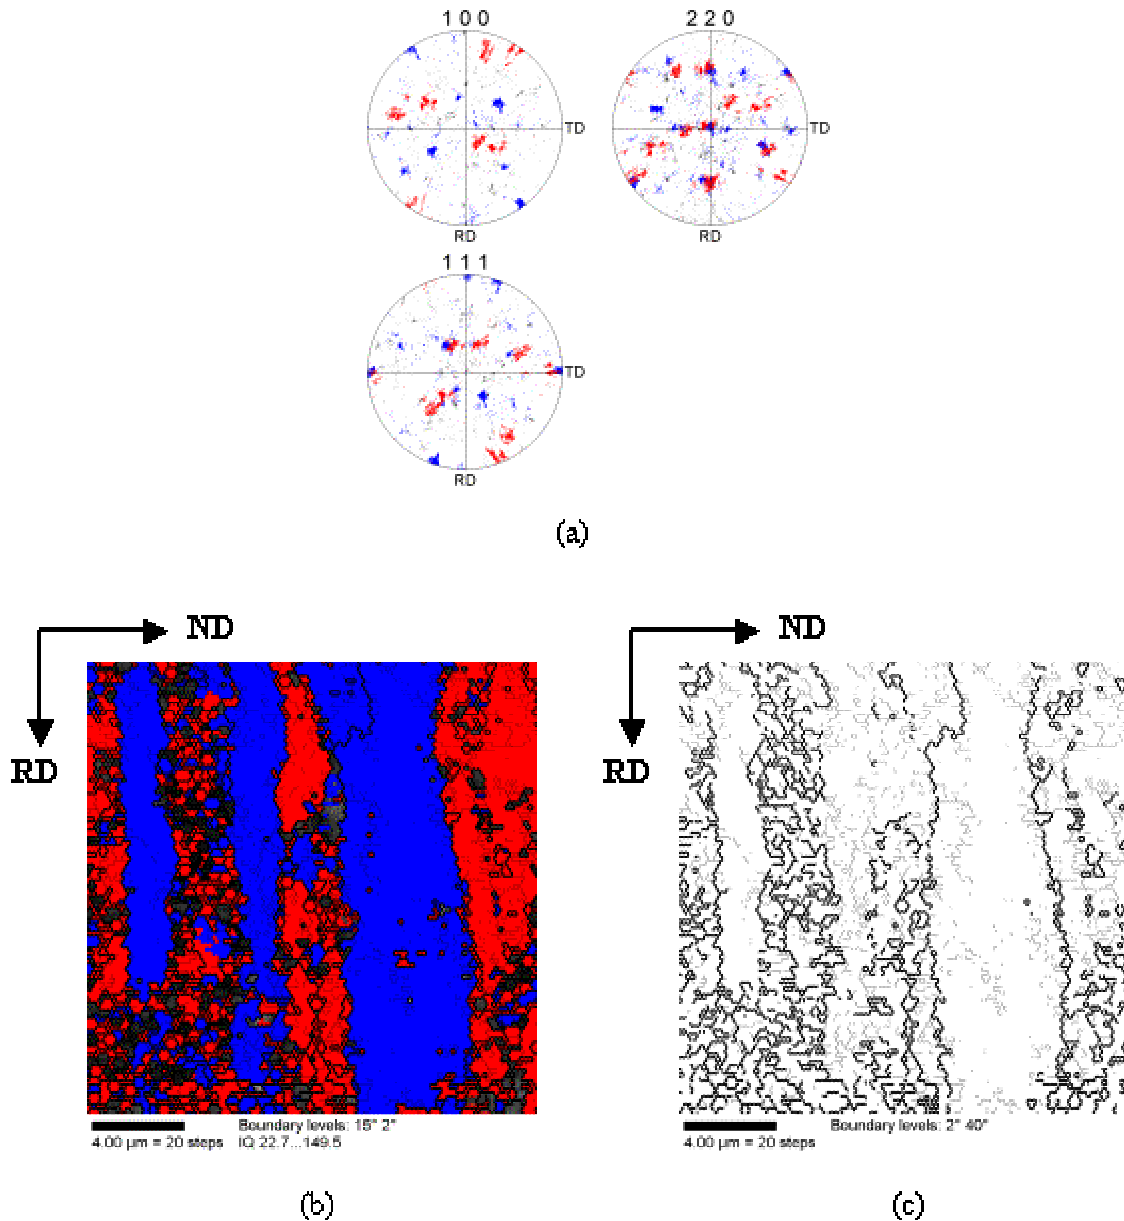 1 0 0
2 2 0
TD
TD
RD
RD
1 1 1
TD
RD
(a)
ND
ND
RD
RD
Boundary levels: 15° 2°
4.00 µm = 20 steps
IQ 22.7...149.5
Boundary levels: 2° 40°
4.00 µm = 20 steps
(b)
(c)